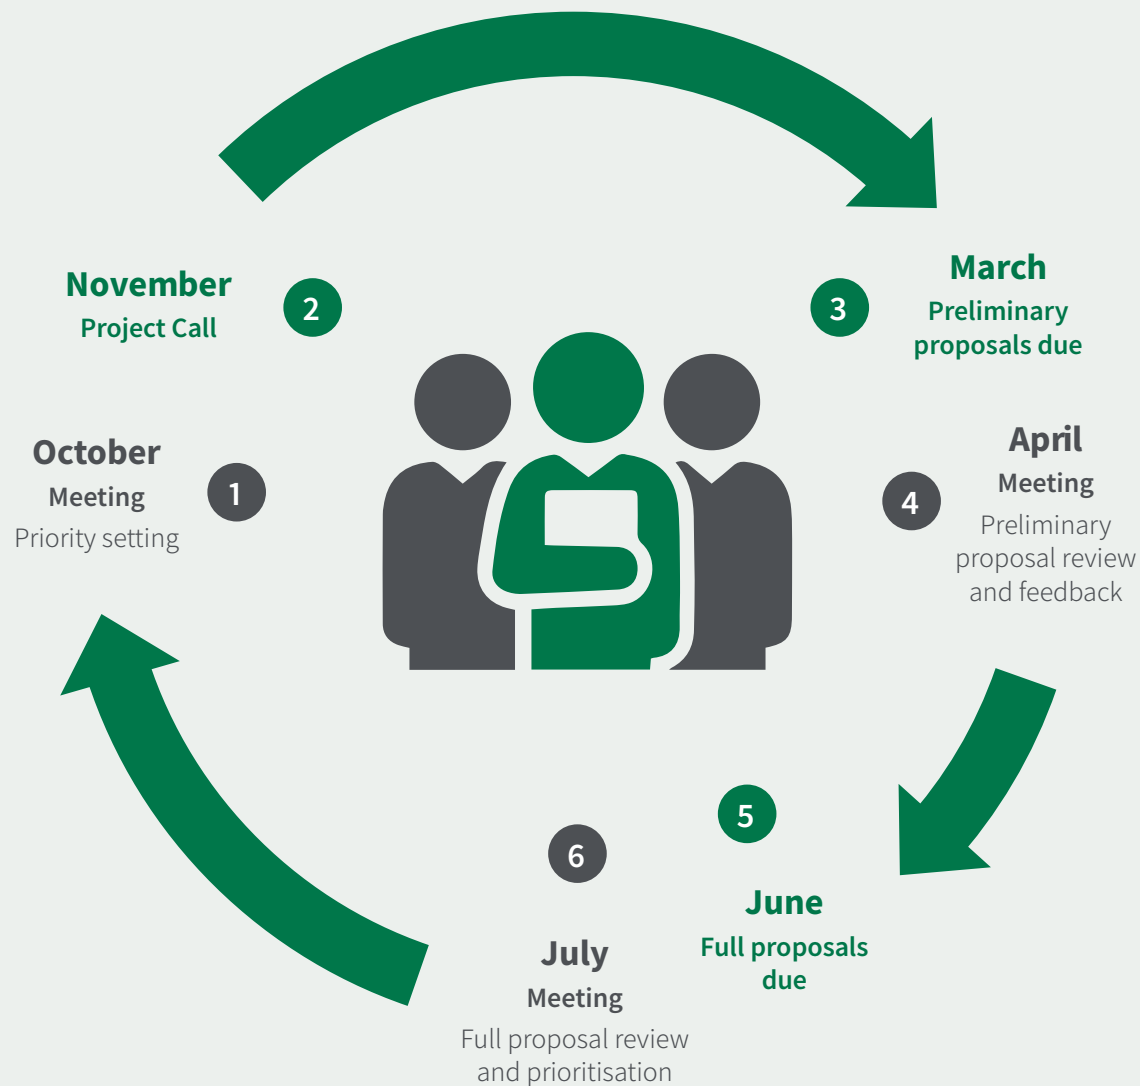 November
Project Call
2
3
March
Preliminary
proposals due
October
Meeting
Priority setting
1
4
April
Meeting
Preliminary
proposal review
and feedback
5
June
Full proposals
due
6
July
Meeting
Full proposal review
and prioritisation